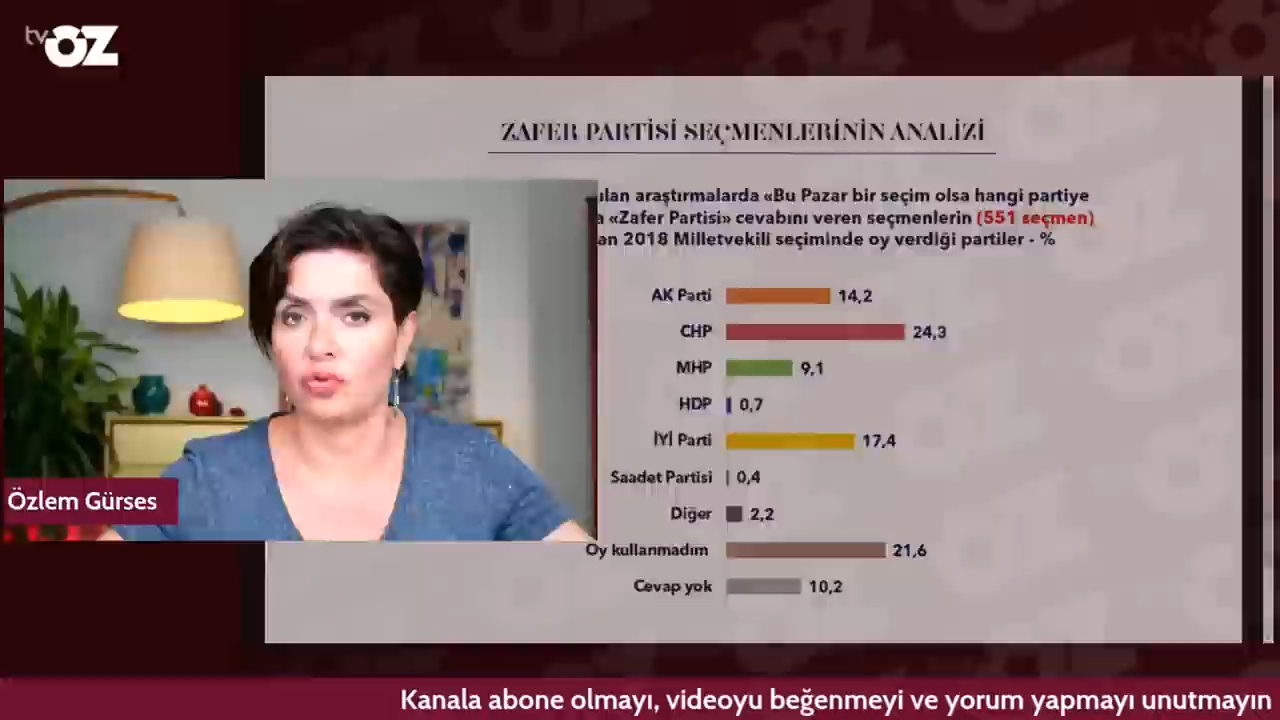 tv ÖZ
ZAFER PARTİSİ SEÇMENLERİNİN ANALİZİ
araştırmalarda «Bu Pazar bir seçim olsa hangi partiye
«Zafer Partisi» cevabını veren seçmenlerin (551 seçmen)
2018 Milletvekili seçiminde oy verdiği partiler - %
AK Parti 14,2
CHP 24,3
MHP 9,1
HDP 0,7
İYİ Parti 17,4
Saadet Partisi 0,4
Diğer 2,2
Oy kullanmadım 21,6
Cevap yok 10,2
Özlem Gürses
Kanala abone olmayı, videoyu beğenmeyi ve yorum yapmayı unutmayın